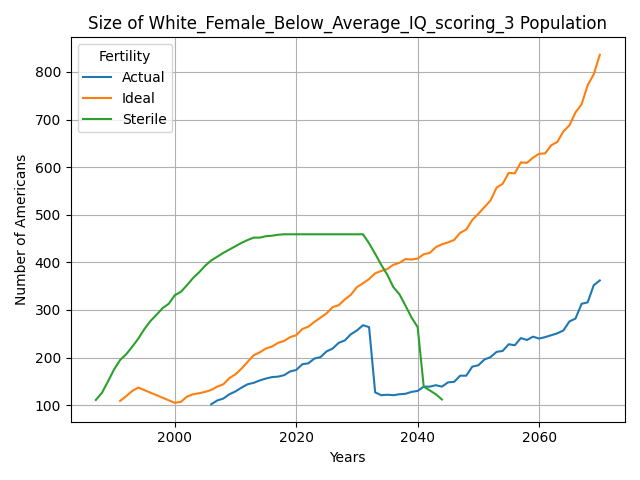 Size of White_Female_Below_Average_IQ_scoring_3 Population
Fertility
Actual
Ideal
Sterile
800
700
600
500
400
300
200
100
Number of Americans
2000
2020
2040
2060
Years